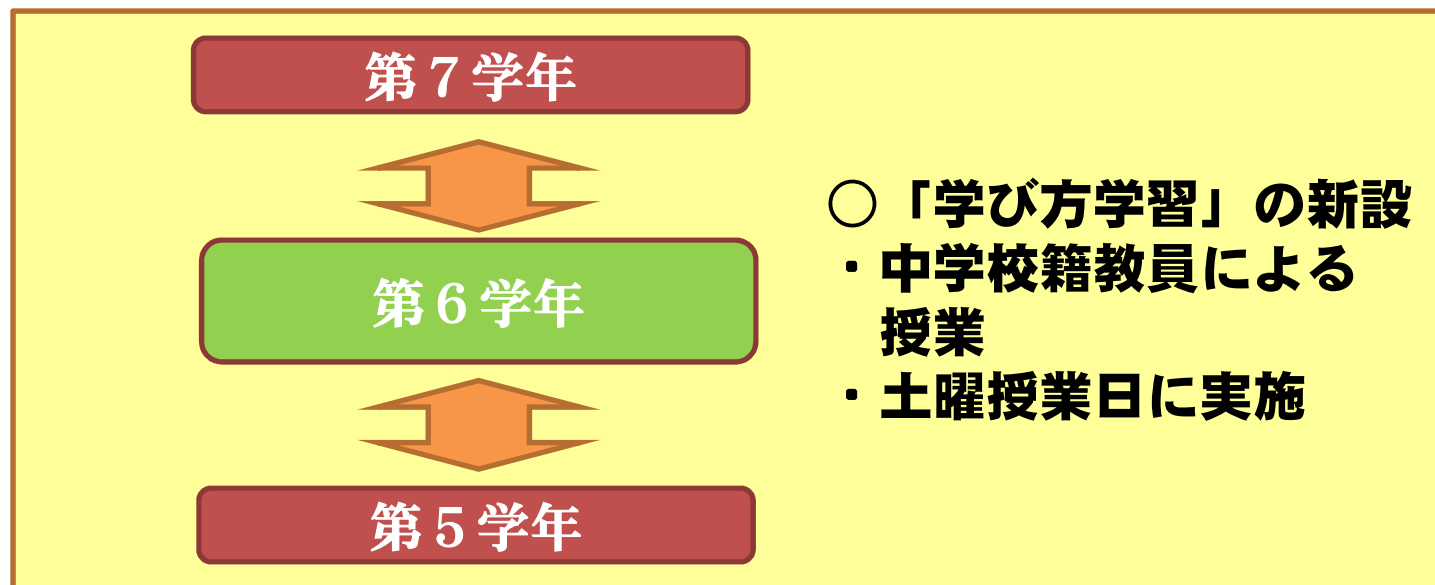 第７学年
第６学年
第５学年
○「学び方学習」の新設
・中学校籍教員による
授業
・土曜授業日に実施